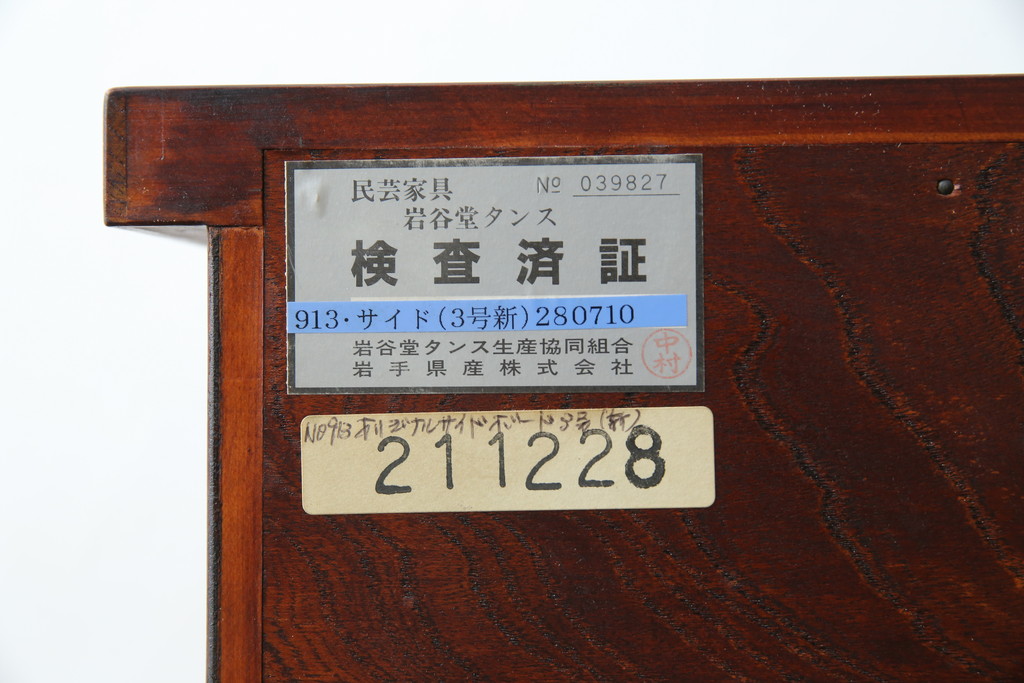 民芸家具
№ 039827
岩谷堂タンス
検査済証
913・サイド(3号新)280710
岩谷堂タンス生産協同組合
岩手県産株式会社
中村
No913 オリジナルサイドボード3号(新)
211228